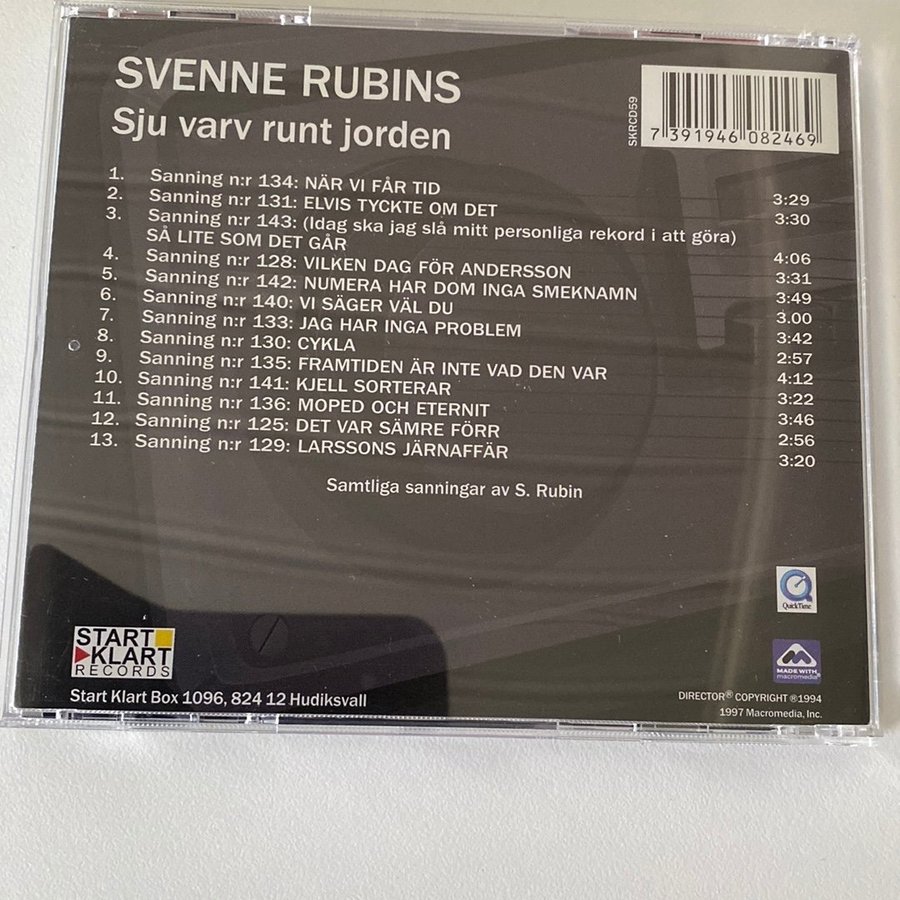 SVENNE RUBINS
Sju varv runt jorden
SKRCD59
7 391946 082469
1. Sanning n:r 134: NÄR VI FÅR TID 3:29
2. Sanning n:r 131: ELVIS TYCKTE OM DET 3:30
3. Sanning n:r 143: (Idag ska jag slå mitt personliga rekord i att göra)
SÅ LITE SOM DET GÅR 4:06
4. Sanning n:r 128: VILKEN DAG FÖR ANDERSSON 3:31
5. Sanning n:r 142: NUMERA HAR DOM INGA SMEKNAMN 3:49
6. Sanning n:r 140: VI SÄGER VÄL DU 3.00
7. Sanning n:r 133: JAG HAR INGA PROBLEM 3:42
8. Sanning n:r 130: CYKLA 2:57
9. Sanning n:r 135: FRAMTIDEN ÄR INTE VAD DEN VAR 4:12
10. Sanning n:r 141: KJELL SORTERAR 3:22
11. Sanning n:r 136: MOPED OCH ETERNIT 3:46
12. Sanning n:r 125: DET VAR SÄMRE FÖRR 2:56
13. Sanning n:r 129: LARSSONS JÄRNAFFÄR 3:20
Samtliga sanningar av S. Rubin
QuickTime
START
KLART
RECORDS
MADE WITH
macromedia®
Start Klart Box 1096, 824 12 Hudiksvall
DIRECTOR® COPYRIGHT ®1994
1997 Macromedia, Inc.